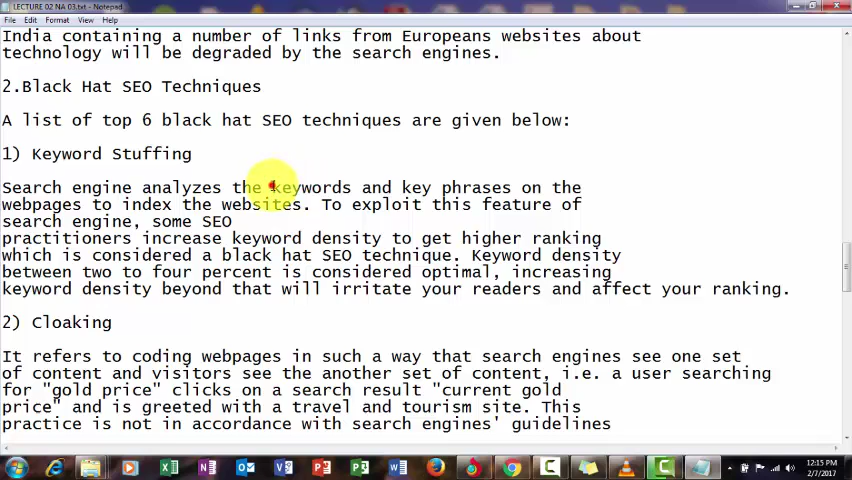 LECTURE 02 NA 03.txt - Notepad
File Edit Format View Help
India containing a number of links from Europeans websites about
technology will be degraded by the search engines.
2.Black Hat SEO Techniques
A list of top 6 black hat SEO techniques are given below:
1) Keyword Stuffing
Search engine analyzes the keywords and key phrases on the
webpages to index the websites. To exploit this feature of
search engine, some SEO
practitioners increase keyword density to get higher ranking
which is considered a black hat SEO technique. Keyword density
between two to four percent is considered optimal, increasing
keyword density beyond that will irritate your readers and affect your ranking.
2) Cloaking
It refers to coding webpages in such a way that search engines see one set
of content and visitors see the another set of content, i.e. a user searching
for "gold price" clicks on a search result "current gold
price" and is greeted with a travel and tourism site. This
practice is not in accordance with search engines' guidelines
12:15 PM
2/7/2017